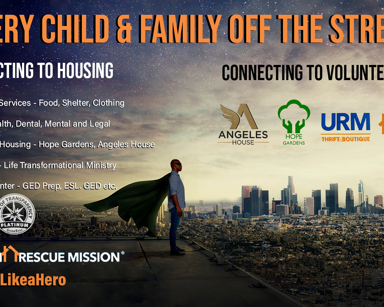 ERY CHILD & FAMILY OFF THE STRE
CTING TO HOUSING
CONNECTING TO VOLUNTE
Services - Food, Shelter, Clothing
alth, Dental, Mental and Legal
Housing - Hope Gardens, Angeles House
- Life Transformational Ministry
nter - GED Prep, ESL, GED etc.
ANGELES
HOUSE
HOPE
GARDENS
URM
THRIFT BOUTIQUE
PLATINUM
RESCUE MISSION®
LikeaHero